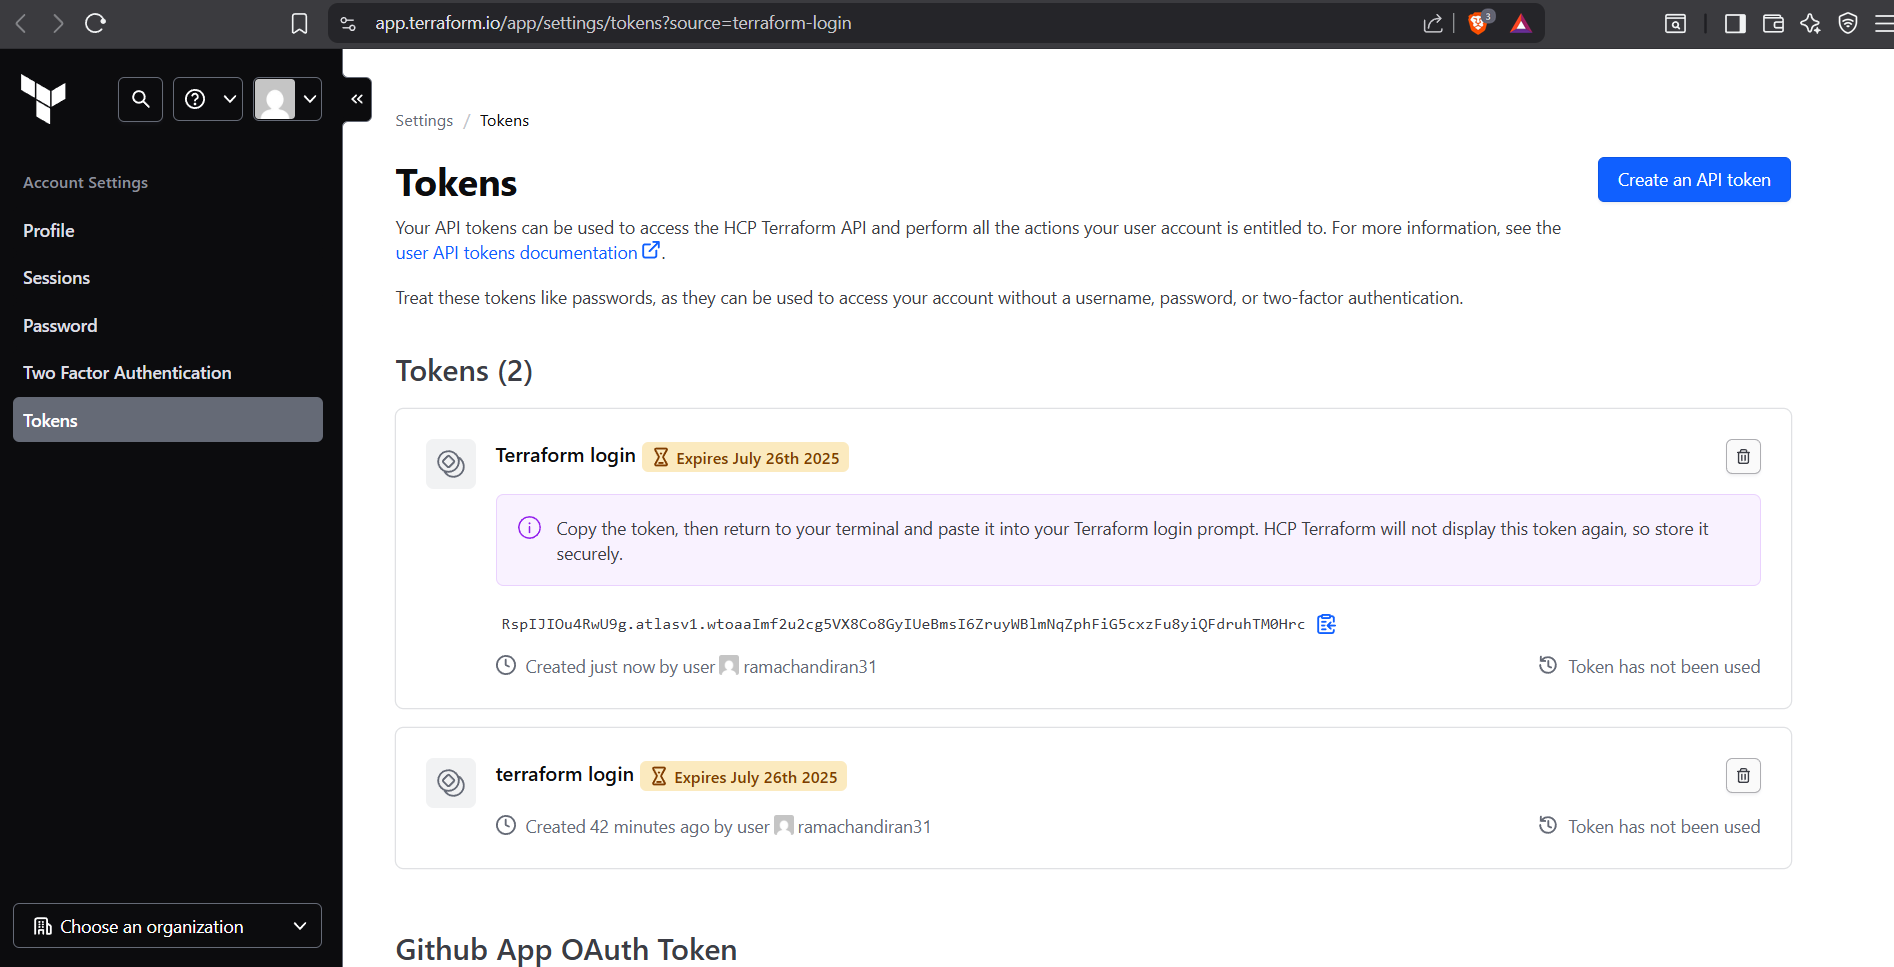 app.terraform.io/app/settings/tokens?source=terraform-login
3
Account Settings
Profile
Sessions
Password
Two Factor Authentication
Tokens
Choose an organization
Settings / Tokens
Tokens
Create an API token
Your API tokens can be used to access the HCP Terraform API and perform all the actions your user account is entitled to. For more information, see the
user API tokens documentation.
Treat these tokens like passwords, as they can be used to access your account without a username, password, or two-factor authentication.
Tokens (2)
Terraform login Expires July 26th 2025
Copy the token, then return to your terminal and paste it into your Terraform login prompt. HCP Terraform will not display this token again, so store it
securely.
RspIJIOu4RwU9g.atlasv1.wtoaaImf2u2cg5VX8Co8GyIUeBmsI6ZruyWBlmNqZphFiG5cxzFu8yiQFdruhTM0Hrc
Created just now by user ramachandiran31
Token has not been used
terraform login Expires July 26th 2025
Created 42 minutes ago by user ramachandiran31
Token has not been used
Github App OAuth Token